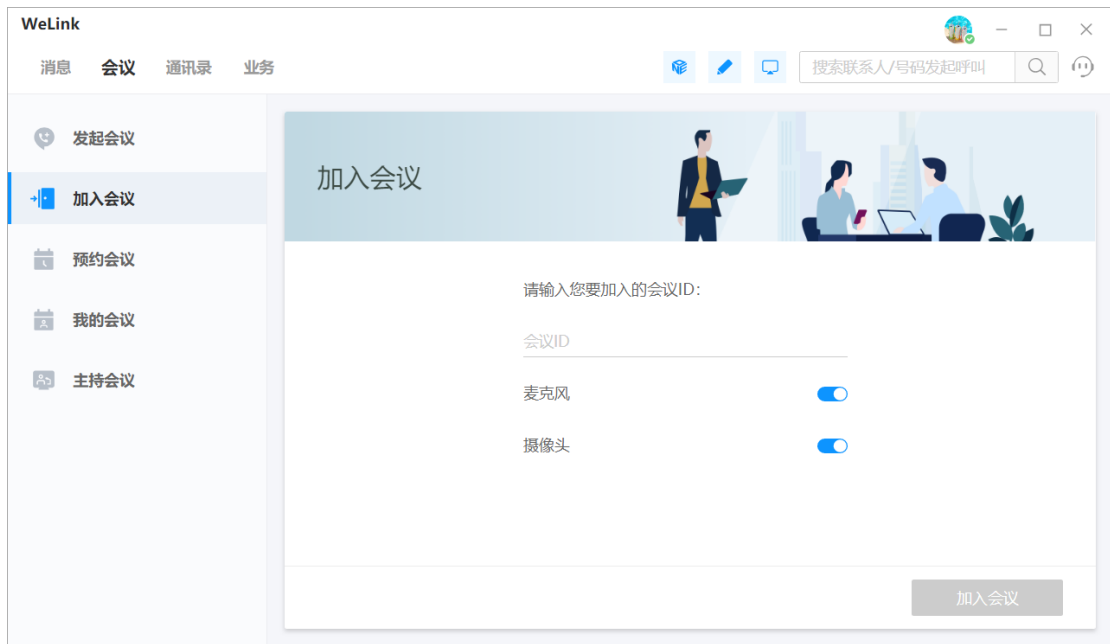 WeLink
消息 会议 通讯录 业务
搜索联系人/号码发起呼叫
发起会议
加入会议
预约会议
我的会议
主持会议
加入会议
请输入您要加入的会议ID:
会议ID
麦克风
摄像头
加入会议